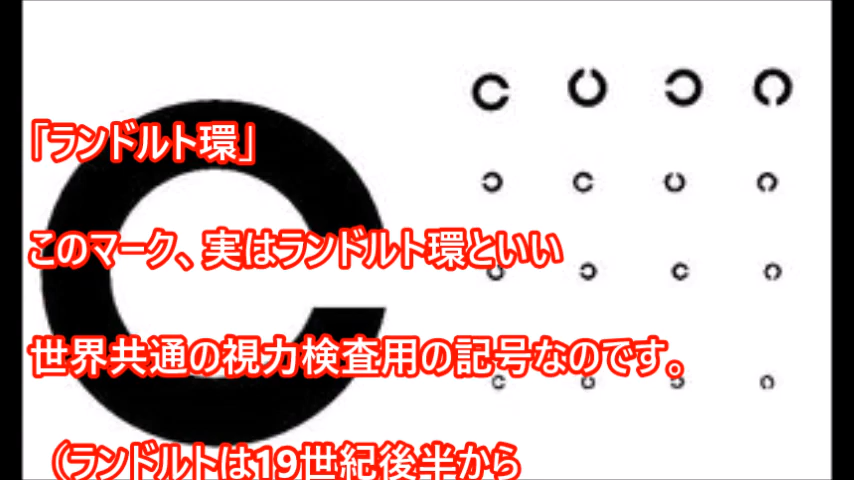 「ランドルト環」
このマーク、実はランドルト環といい
世界共通の視力検査用の記号なのです。
（ランドルトは19世紀後半から